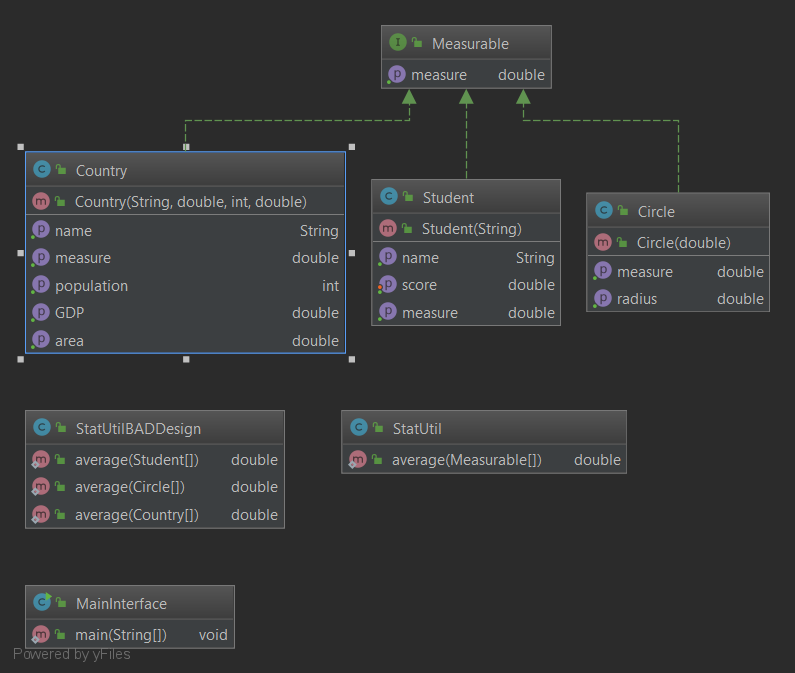 I Measurable
p measure double
C Country
m Country(String, double, int, double)
p name String
p measure double
p population int
p GDP double
p area double
C Student
m Student(String)
p name String
p score double
p measure double
C Circle
m Circle(double)
p measure double
p radius double
C StatUtilBADDesign
m average(Student[]) double
m average(Circle[]) double
m average(Country[]) double
C StatUtil
m average(Measurable[]) double
C MainInterface
m main(String[]) void
Powered by yFiles